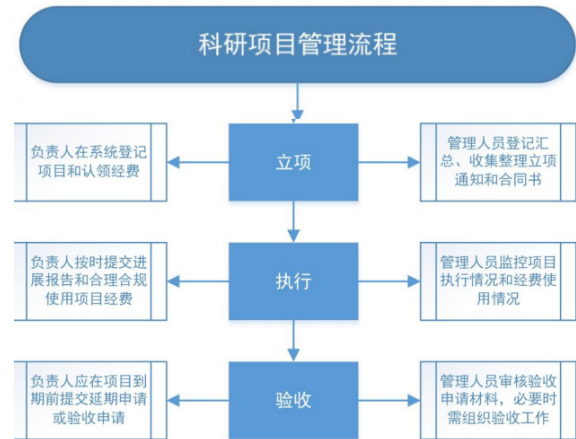 科研项目管理流程
负责人在系统登记
项目和认领经费
立项
管理人员登记汇
总、收集整理立项
通知和合同书
负责人按时提交进
展报告和合理合规
使用项目经费
执行
管理人员监控项目
执行情况和经费使
用情况
负责人应在项目到
期前提交延期申请
或验收申请
验收
管理人员审核验收
申请材料，必要时
需组织验收工作